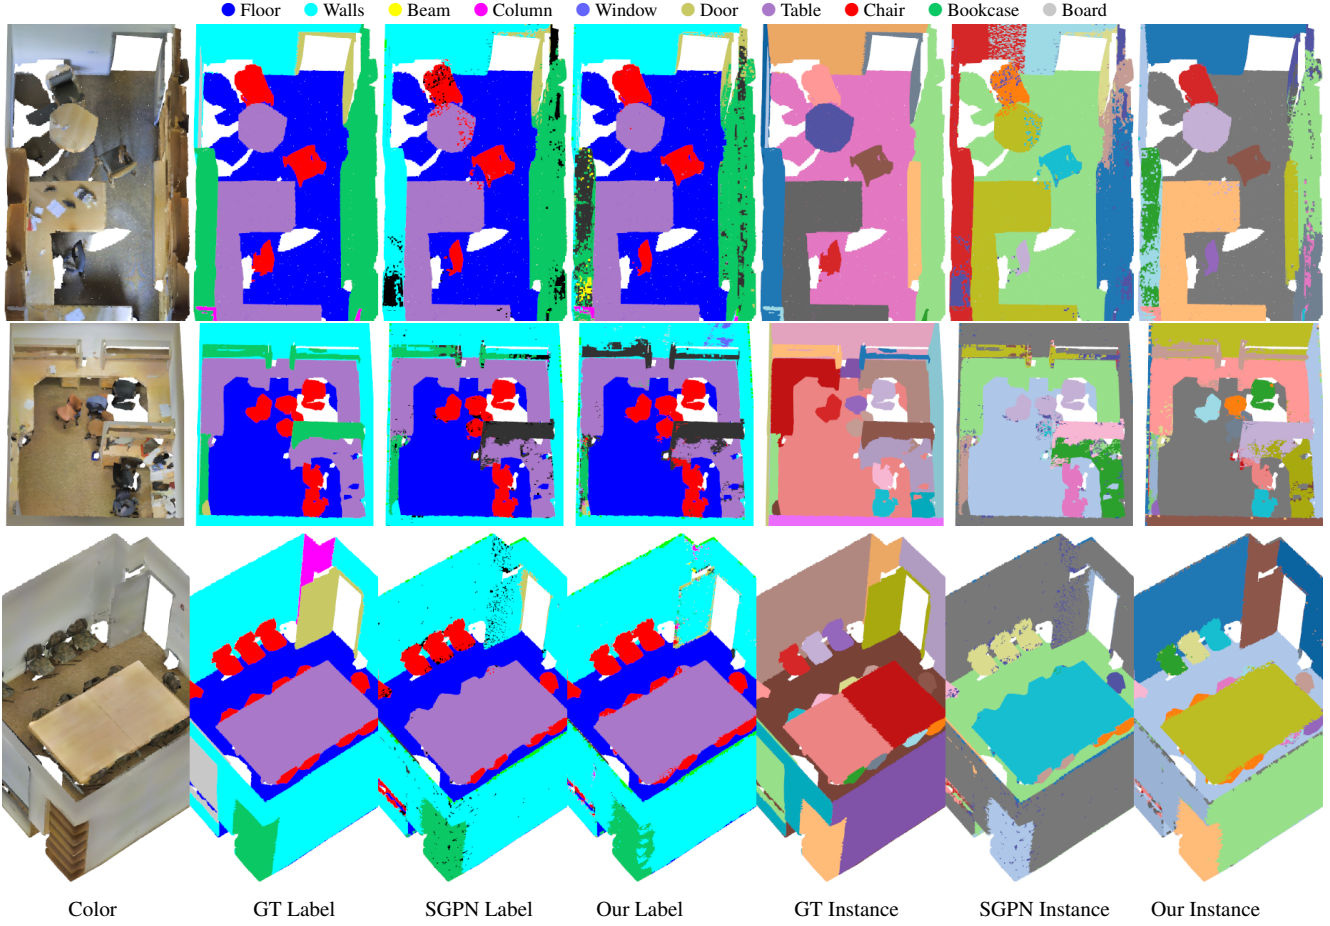 Floor Walls Beam Column Window Door Table Chair Bookcase Board
Color GT Label SGPN Label Our Label GT Instance SGPN Instance Our Instance